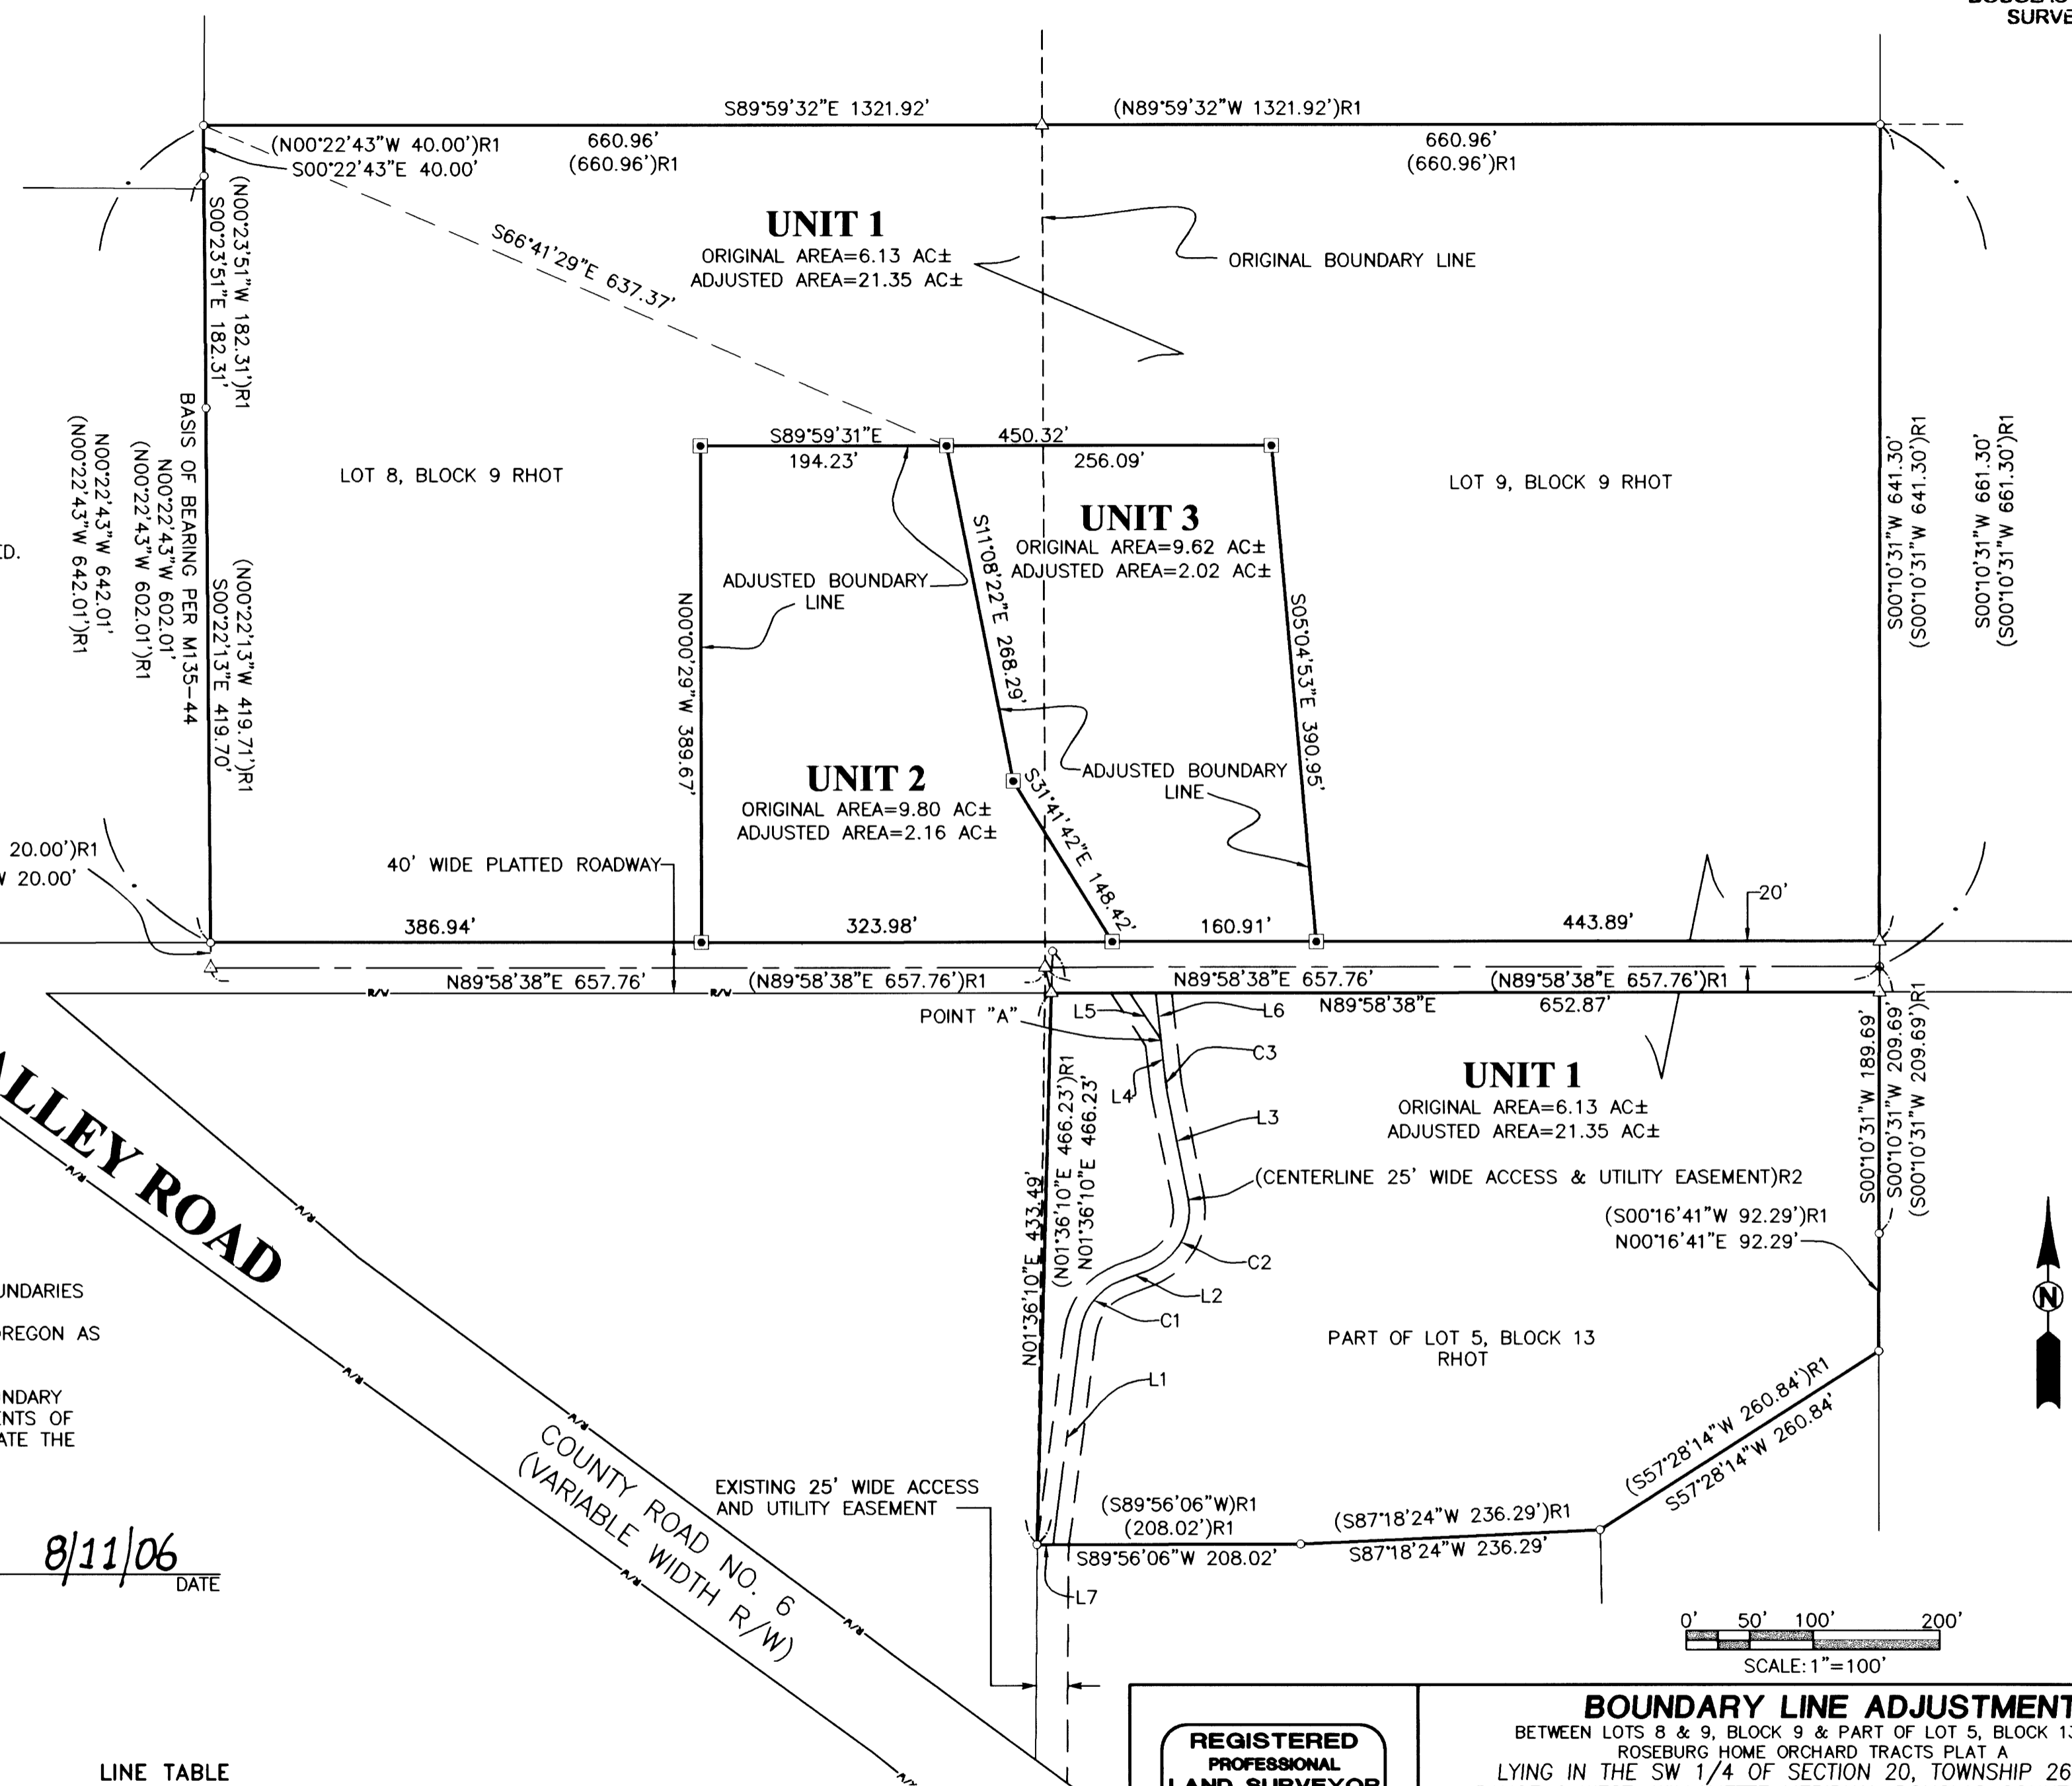 SURVE
S89°59'32"E 1321.92'
(N89°59'32"W 1321.92')R1
(N00°22'43"W 40.00')R1
S00°22'43"E 40.00'
660.96'
(660.96')R1
660.96'
(660.96')R1
(N00°23'51"W 182.31')R1
S00°23'51"E 182.31'
S66°41'29"E 637.37'
UNIT 1
ORIGINAL AREA=6.13 AC±
ADJUSTED AREA=21.35 AC±
ORIGINAL BOUNDARY LINE
BASIS OF BEARING PER M135-44
N00°22'43"W 602.01'
(N00°22'43"W 602.01')R1
N00°22'43"W 642.01'
(N00°22'43"W 642.01')R1
(N00°22'13"W 419.71')R1
S00°22'13"E 419.70'
LOT 8, BLOCK 9 RHOT
S89°59'31"E
450.32'
194.23'
256.09'
LOT 9, BLOCK 9 RHOT
S00°10'31"W 641.30'
(S00°10'31"W 641.30')R1
S00°10'31"W 661.30'
(S00°10'31"W 661.30')R1
ED.
UNIT 3
ORIGINAL AREA=9.62 AC±
ADJUSTED AREA=2.02 AC±
S11°08'22"E 268.29'
ADJUSTED BOUNDARY
LINE
N00°00'29"W 389.67'
S05°04'53"E 390.95'
UNIT 2
ORIGINAL AREA=9.80 AC±
ADJUSTED AREA=2.16 AC±
S31°41'42"E 148.42'
ADJUSTED BOUNDARY
LINE
20.00')R1
W 20.00'
40' WIDE PLATTED ROADWAY
20'
386.94'
323.98'
160.91'
443.89'
N89°58'38"E 657.76'
(N89°58'38"E 657.76')R1
N89°58'38"E 657.76'
(N89°58'38"E 657.76')R1
R/W
R/W
N89°58'38"E
652.87'
POINT "A"
L5
L6
C3
L4
L3
UNIT 1
ORIGINAL AREA=6.13 AC±
ADJUSTED AREA=21.35 AC±
S00°10'31"W 189.69'
S00°10'31"W 209.69'
(S00°10'31"W 209.69')R1
(N01°36'10"E 466.23')R1
N01°36'10"E 466.23'
N01°36'10"E 433.49'
(CENTERLINE 25' WIDE ACCESS & UTILITY EASEMENT)R2
(S00°16'41"W 92.29')R1
N00°16'41"E 92.29'
C2
L2
C1
L1
ALLEY ROAD
R/W
R/W
R/W
R/W
R/W
R/W
R/W
N
UNDARIES
OREGON AS
UNDARY
ENTS OF
ATE THE
PART OF LOT 5, BLOCK 13
RHOT
(S57°28'14"W 260.84')R1
S57°28'14"W 260.84'
COUNTY ROAD NO. 6
(VARIABLE WIDTH R/W)
EXISTING 25' WIDE ACCESS
AND UTILITY EASEMENT
(S89°56'06"W)R1
(208.02')R1
S89°56'06"W 208.02'
(S87°18'24"W 236.29')R1
S87°18'24"W 236.29'
L7
8/11/06
DATE
0' 50' 100' 200'
SCALE: 1"=100'
LINE TABLE
REGISTERED
PROFESSIONAL
LAND SURVEYOR
BOUNDARY LINE ADJUSTMENT
BETWEEN LOTS 8 & 9, BLOCK 9 & PART OF LOT 5, BLOCK 13
ROSEBURG HOME ORCHARD TRACTS PLAT A
LYING IN THE SW 1/4 OF SECTION 20, TOWNSHIP 26